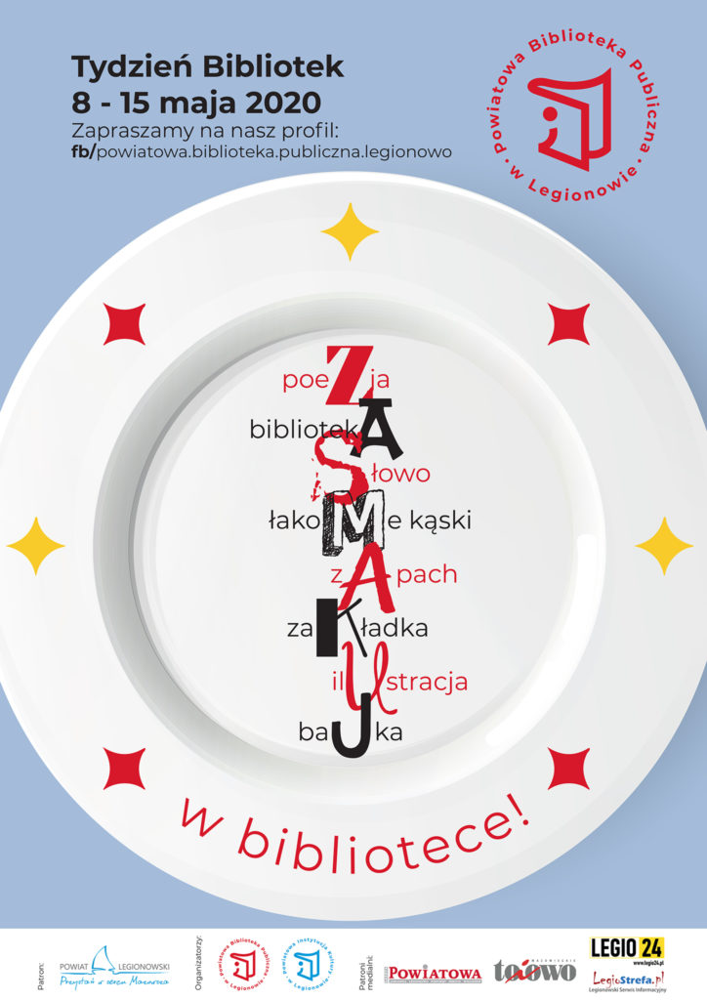 Tydzień Bibliotek
8 - 15 maja 2020
Zapraszamy na nasz profil:
fb/powiatowa.biblioteka.publiczna.legionowo
Powiatowa Biblioteka Publiczna
• w Legionowie •
poeZja
bibliotekA
Słowo
łakoMe kąski
zApach
zaKładka
ilUstracja
baJka
w bibliotece!
Patron:
POWIAT LEGIONOWSKI
Przystań w sercu Mazowsza
Organizatorzy:
Powiatowa Biblioteka Publiczna
• w Legionowie •
Powiatowa Instytucja Kultury
• w Legionowie •
Patroni
medialni:
POWIATOWA
MAZOWIECKIE
to i owo
LEGIO 24
www.legio24.pl
LegioStrefa.pl
Legionowski Serwis Informacyjny